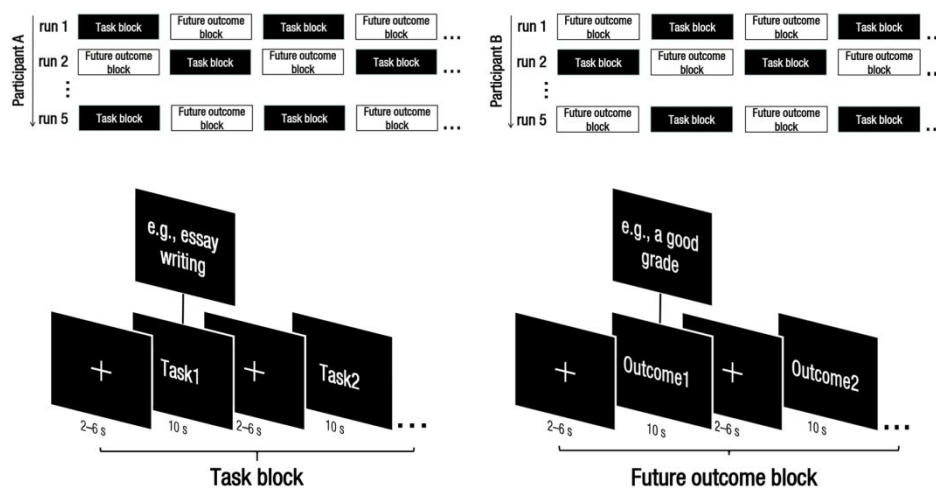 Participant A
run 1 Task block Future outcome block Task block Future outcome block ...
run 2 Future outcome block Task block Future outcome block Task block ...
run 5 Task block Future outcome block Task block Future outcome block ...
Participant B
run 1 Future outcome block Task block Future outcome block Task block ...
run 2 Task block Future outcome block Task block Future outcome block ...
run 5 Future outcome block Task block Future outcome block Task block ...
e.g., essay
writing
+ Task1 + Task2 ...
2–6 s 10 s 2–6 s 10 s
Task block
e.g., a good
grade
+ Outcome1 + Outcome2 ...
2–6 s 10 s 2–6 s 10 s
Future outcome block